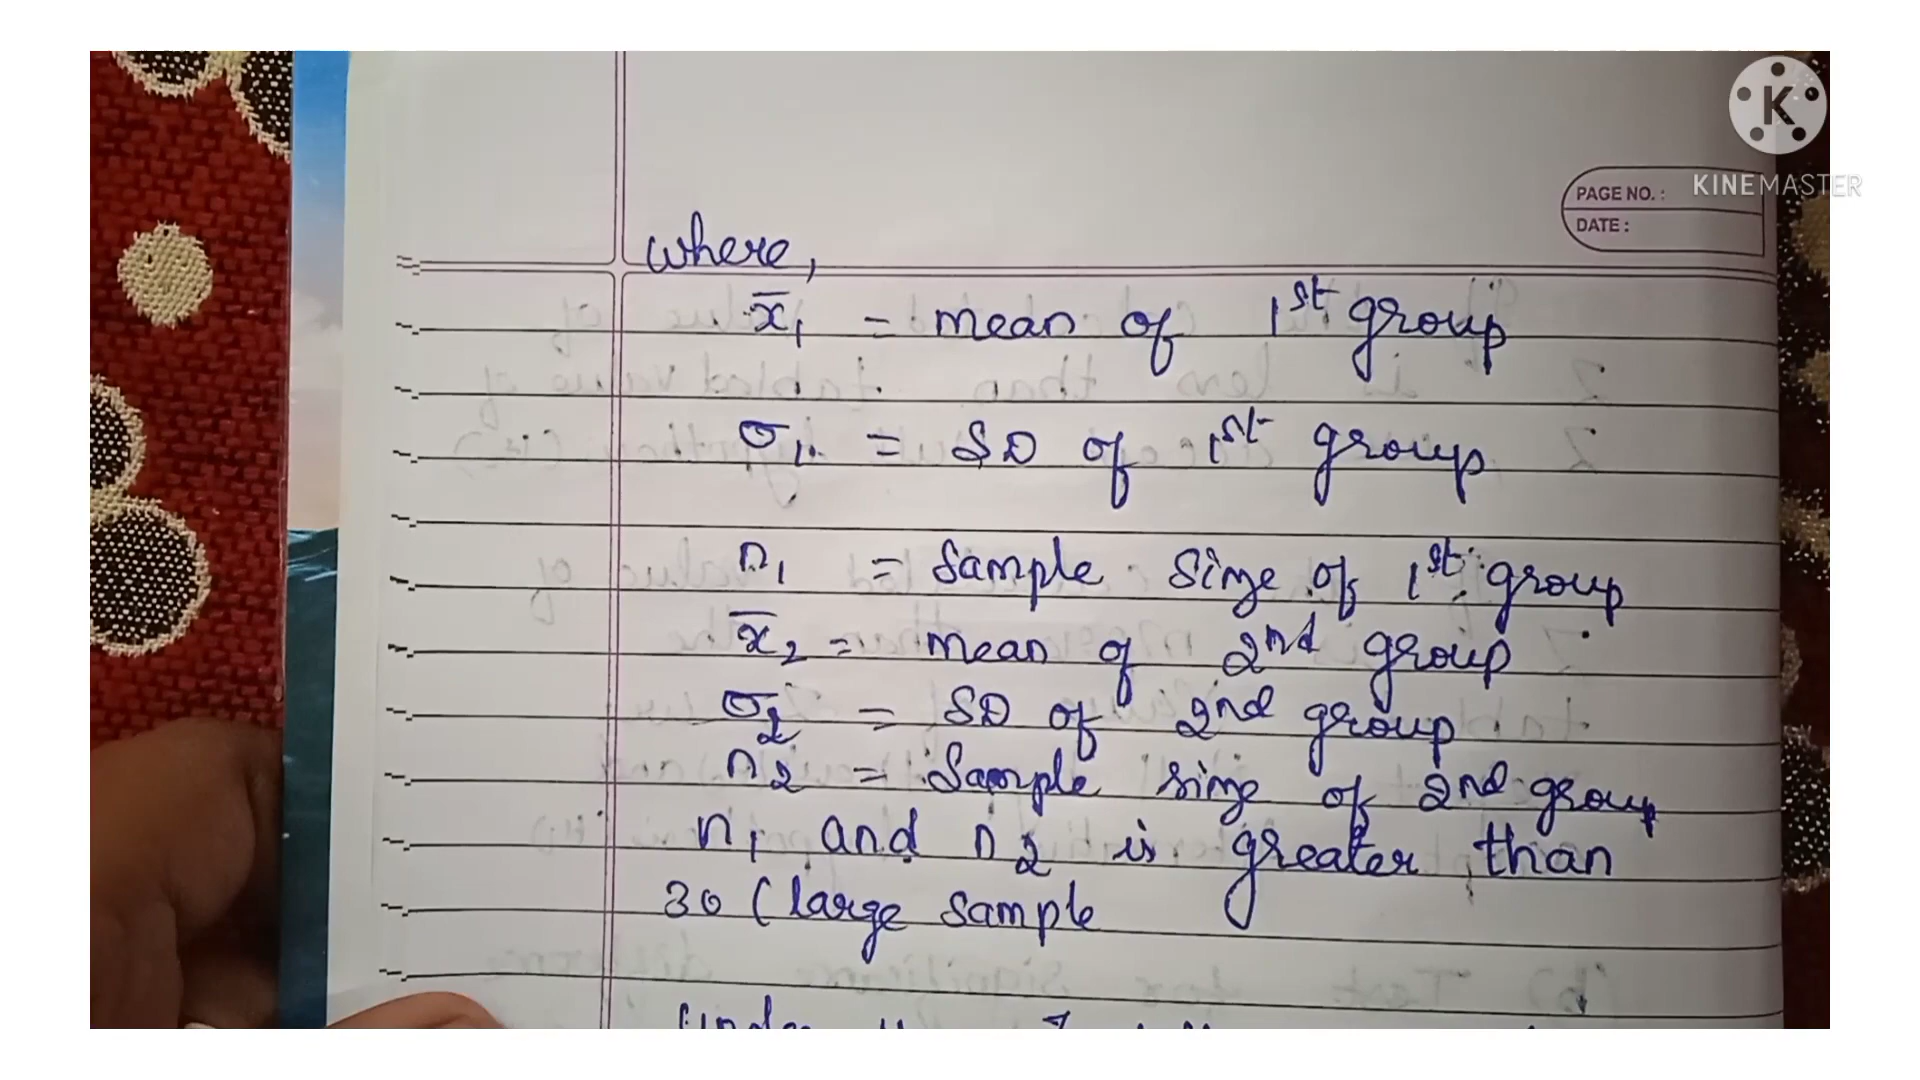 KINEMASTER
PAGE NO. :
DATE :
where,
x̄₁ = mean of 1st group
σ₁ = SD of 1st group
n₁ = Sample Size of 1st group
x̄₂ = mean of 2nd group
σ₂ = SD of 2nd group
n₂ = Sample size of 2nd group
n₁ and n₂ is greater than
30 (large sample